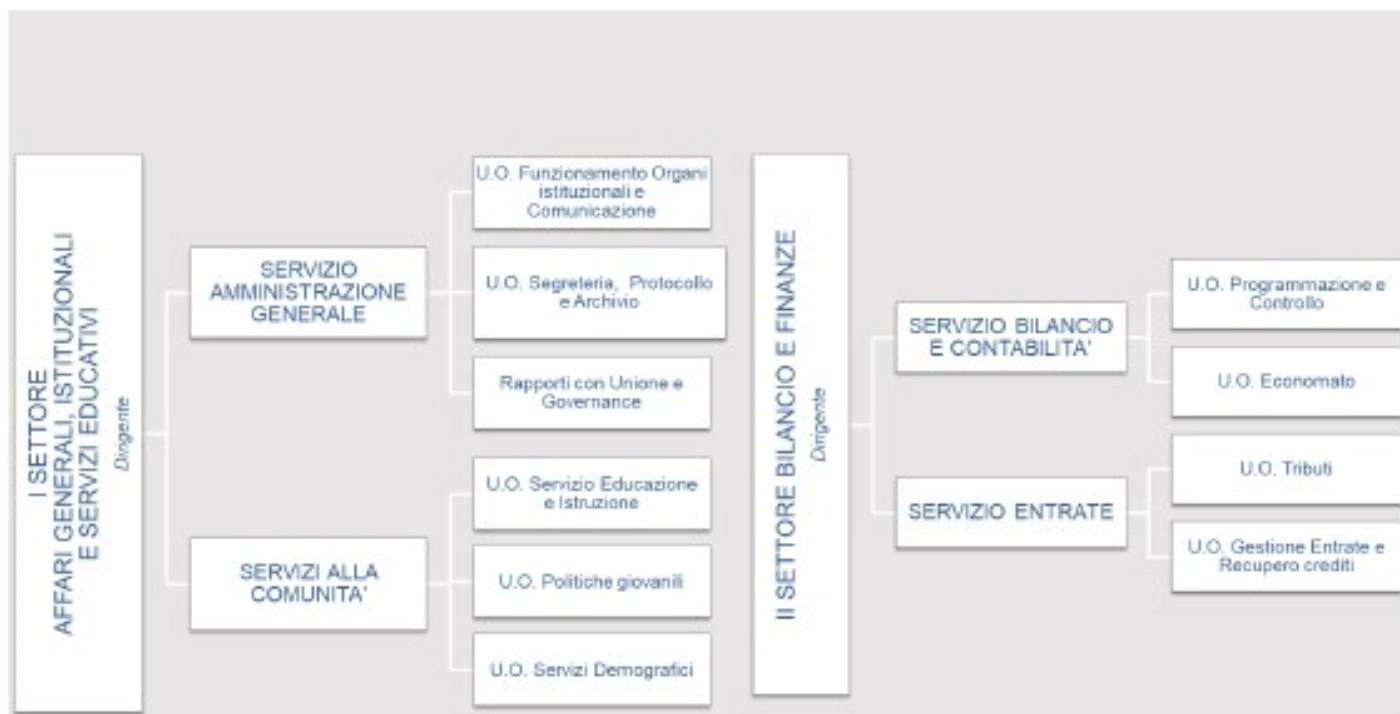 I SETTORE
AFFARI GENERALI, ISTITUZIONALI
E SERVIZI EDUCATIVI
Dirigente
SERVIZIO
AMMINISTRAZIONE
GENERALE
U.O. Funzionamento Organi
istituzionali e
Comunicazione
U.O. Segreteria, Protocollo
e Archivio
Rapporti con Unione e
Governance
SERVIZI ALLA
COMUNITA'
U.O. Servizio Educazione
e Istruzione
U.O. Politiche giovanili
U.O. Servizi Demografici
II SETTORE BILANCIO E FINANZE
Dirigente
SERVIZIO BILANCIO
E CONTABILITA'
U.O. Programmazione e
Controllo
U.O. Economato
SERVIZIO ENTRATE
U.O. Tributi
U.O. Gestione Entrate e
Recupero crediti